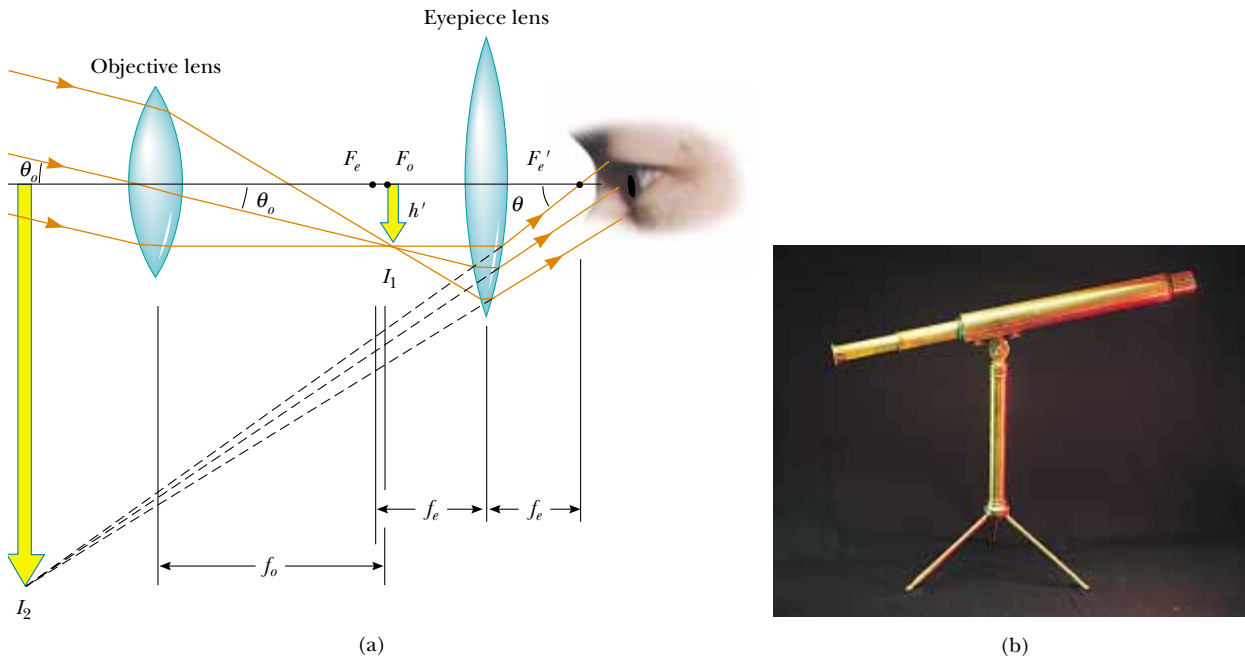 Eyepiece lens
Objective lens
Fₑ
Fₒ
Fₑ′
θₒ
θₒ
h′
θ
I₁
fₑ
fₑ
fₒ
I₂
(a)
(b)